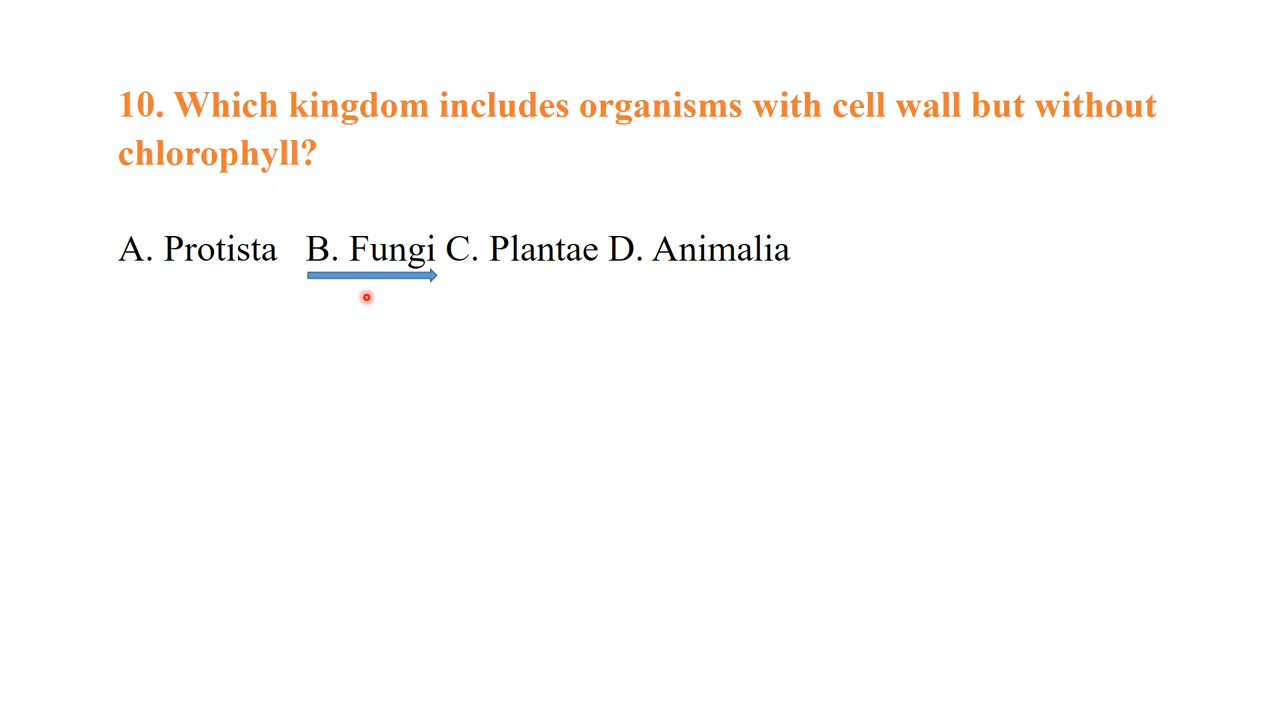 10. Which kingdom includes organisms with cell wall but without
chlorophyll?
A. Protista B. Fungi C. Plantae D. Animalia